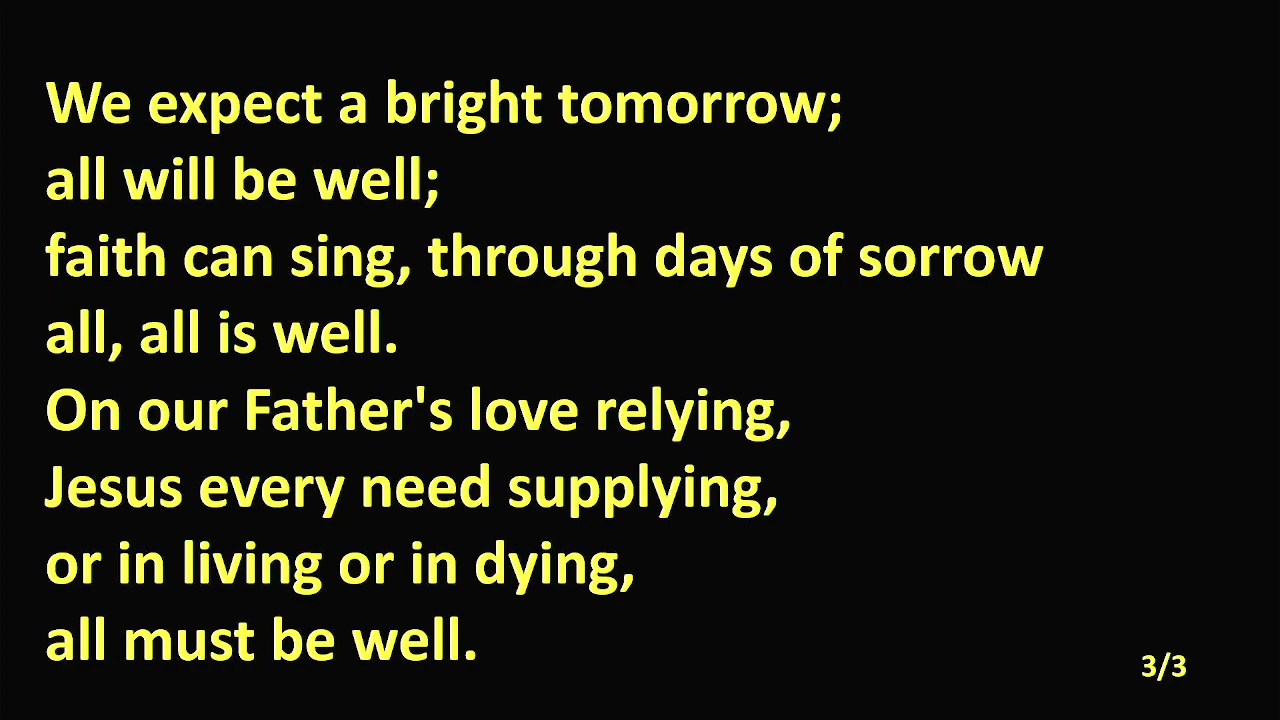 We expect a bright tomorrow;
all will be well;
faith can sing, through days of sorrow
all, all is well.
On our Father's love relying,
Jesus every need supplying,
or in living or in dying,
all must be well.
3/3